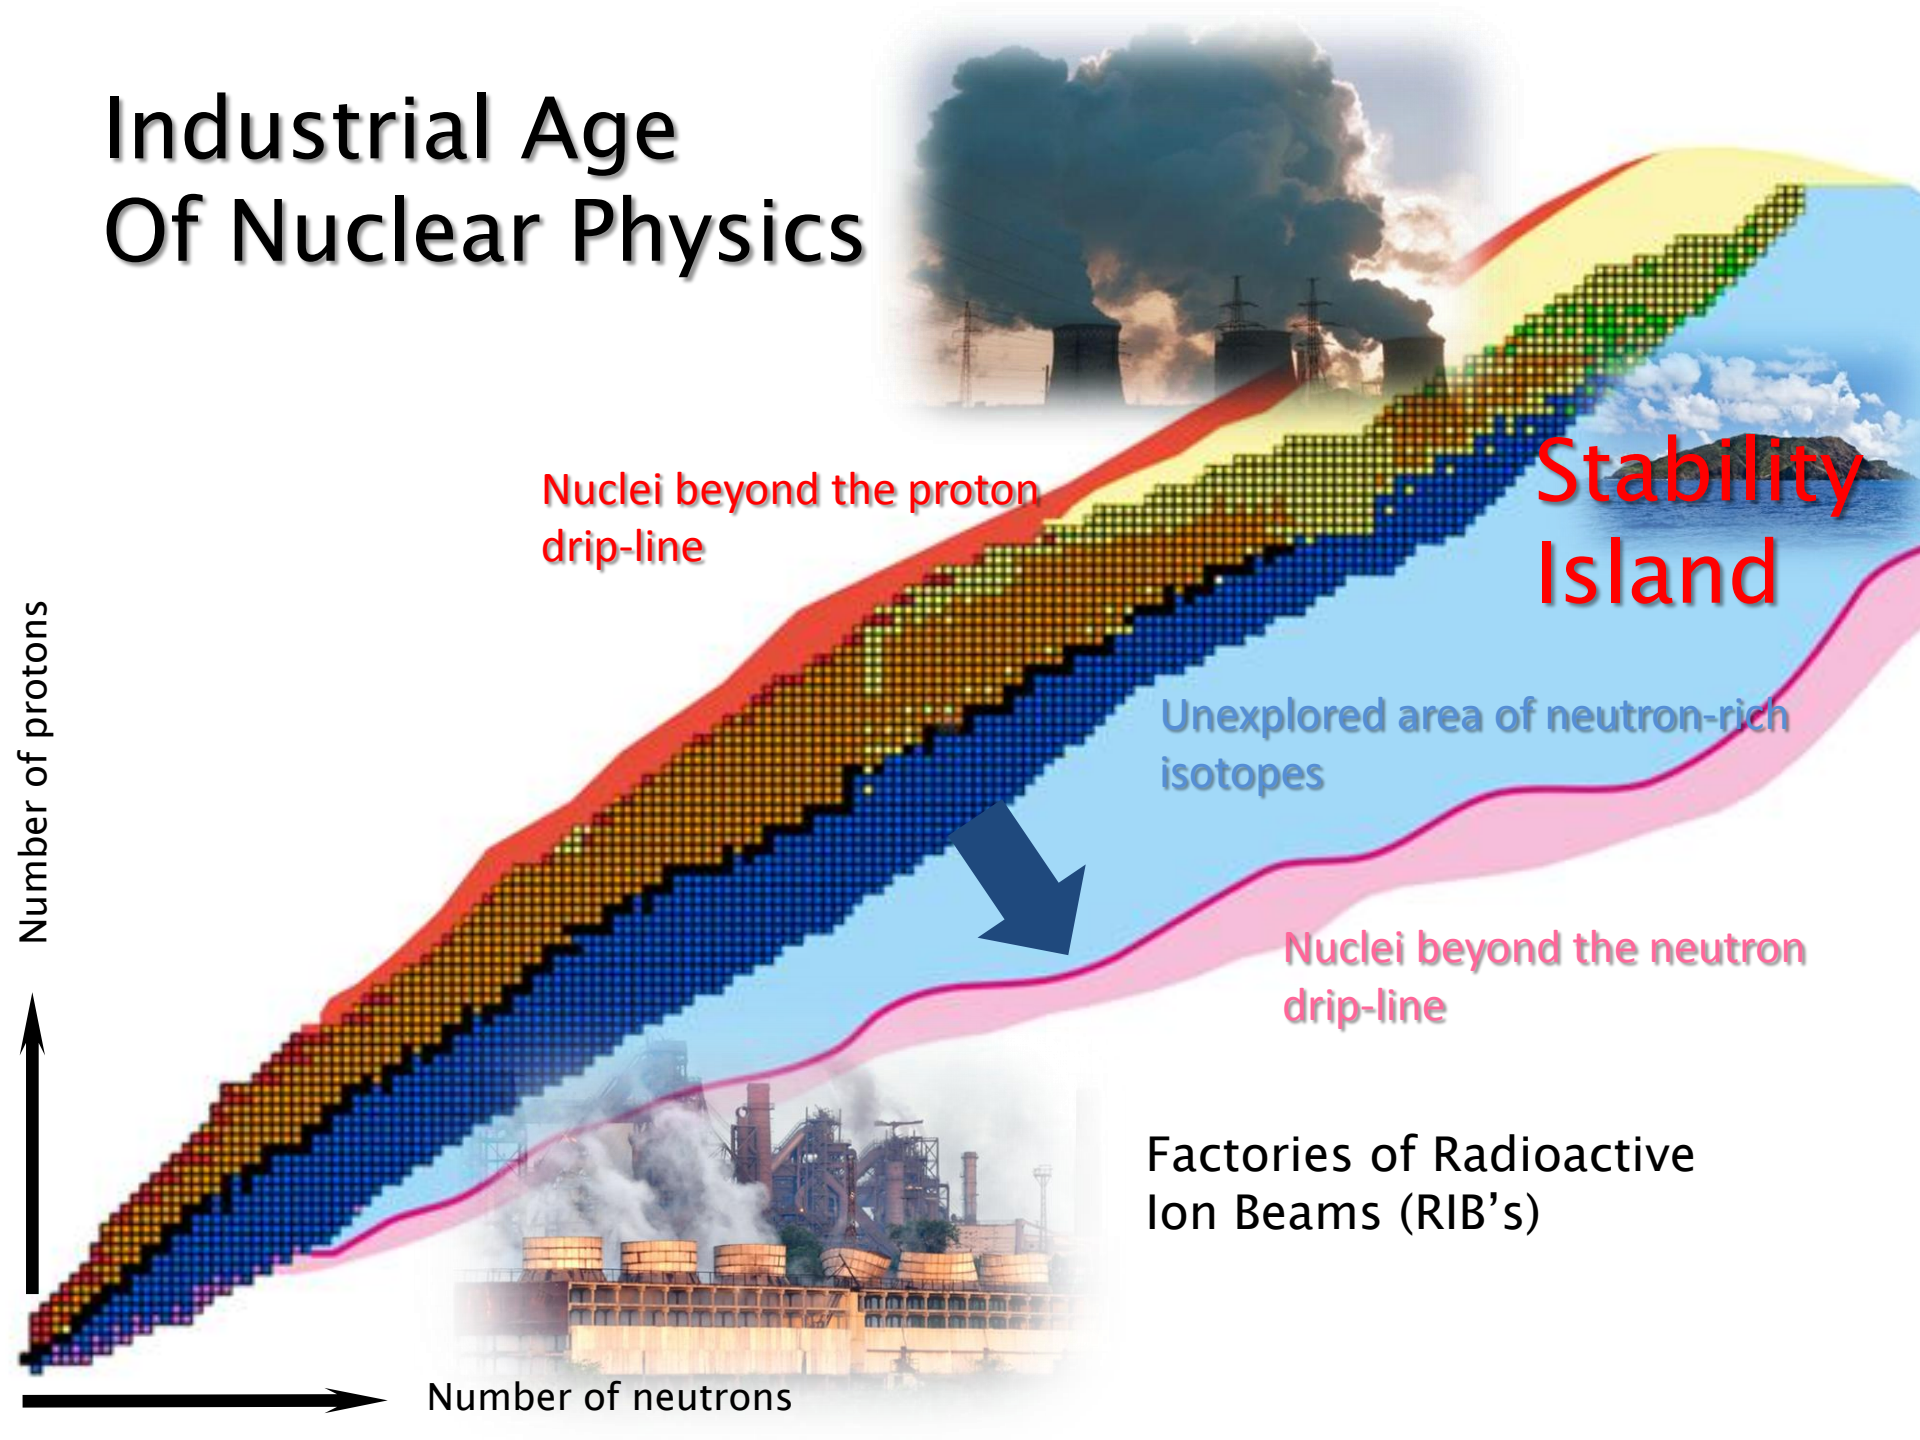 Industrial Age
Of Nuclear Physics
Nuclei beyond the proton
drip-line
Stability
Island
Number of protons
Unexplored area of neutron-rich
isotopes
Nuclei beyond the neutron
drip-line
Factories of Radioactive
Ion Beams (RIB’s)
Number of neutrons